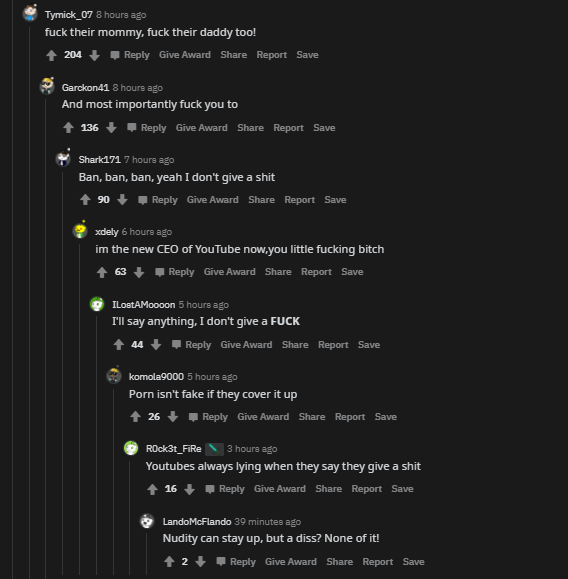 Tymick_07 8 hours ago
fuck their mommy, fuck their daddy too!
204 Reply Give Award Share Report Save
Garckon41 8 hours ago
And most importantly fuck you to
136 Reply Give Award Share Report Save
Shark171 7 hours ago
Ban, ban, ban, yeah I don't give a shit
90 Reply Give Award Share Report Save
xdely 6 hours ago
im the new CEO of YouTube now,you little fucking bitch
63 Reply Give Award Share Report Save
ILostAMoooon 5 hours ago
I'll say anything, I don't give a FUCK
44 Reply Give Award Share Report Save
komola9000 5 hours ago
Porn isn't fake if they cover it up
26 Reply Give Award Share Report Save
R0ck3t_FiRe 3 hours ago
Youtubes always lying when they say they give a shit
16 Reply Give Award Share Report Save
LandoMcFlando 39 minutes ago
Nudity can stay up, but a diss? None of it!
2 Reply Give Award Share Report Save